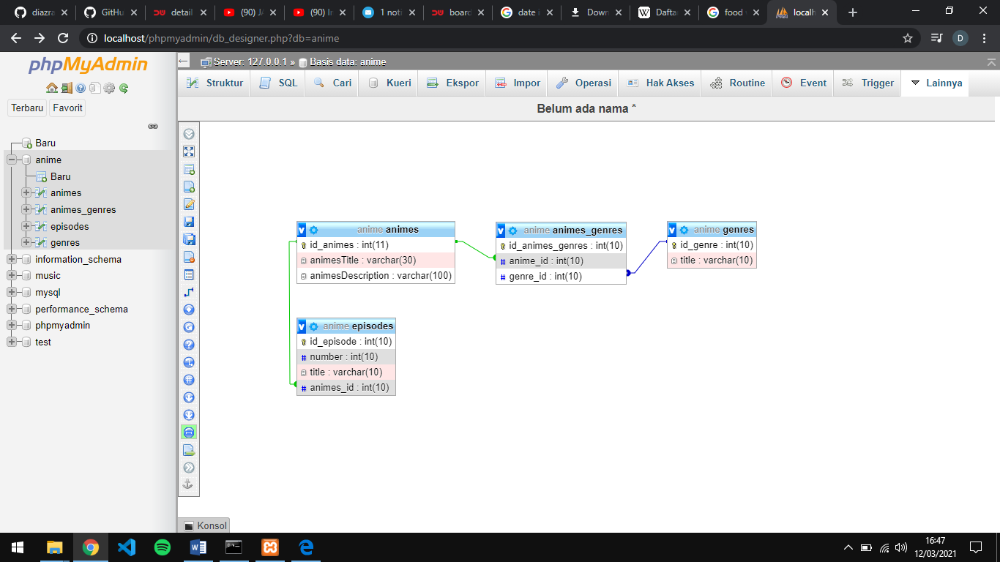 diazra
GitHu
detail
(90) J/
(90) Ir
1 noti
board
date i
Down
Dafta
food
localh
localhost/phpmyadmin/db_designer.php?db=anime
D
phpMyAdmin
Terbaru
Favorit
Baru
anime
Baru
animes
animes_genres
episodes
genres
information_schema
music
mysql
performance_schema
phpmyadmin
test
Server: 127.0.0.1 » Basis data: anime
Struktur
SQL
Cari
Kueri
Ekspor
Impor
Operasi
Hak Akses
Routine
Event
Trigger
Lainnya
Belum ada nama *
v anime animes
id_animes : int(11)
animesTitle : varchar(30)
animesDescription : varchar(100)
v anime animes_genres
id_animes_genres : int(10)
# anime_id : int(10)
# genre_id : int(10)
v anime genres
id_genre : int(10)
title : varchar(10)
v anime episodes
id_episode : int(10)
# number : int(10)
title : varchar(10)
# animes_id : int(10)
Konsol
16:47
12/03/2021